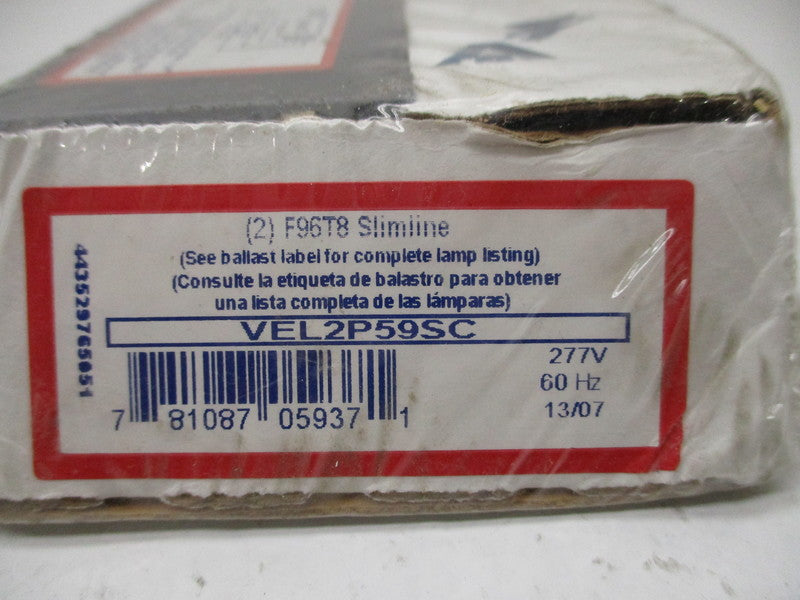 (2) F96T8 Slimline
(See ballast label for complete lamp listing)
(Consulte la etiqueta de balastro para obtener
una lista completa de las lámparas)
VEL2P59SC
277V
60 Hz
13/07
7 81087 05937 1
443529765051